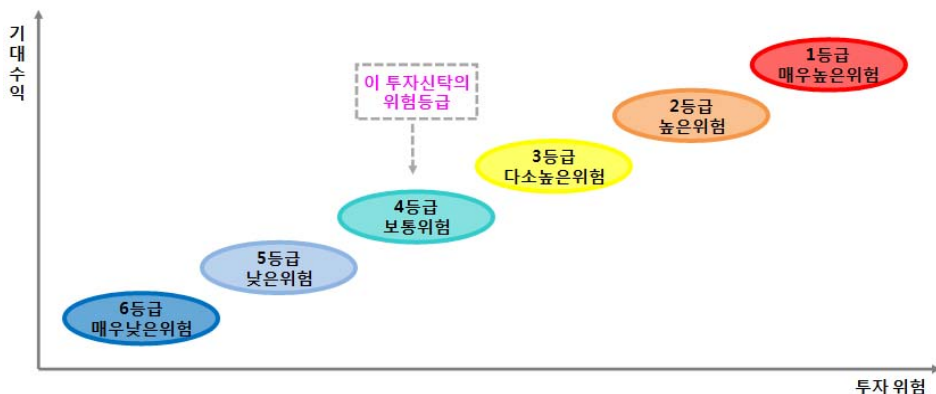 기대수익
1등급
매우높은위험
이 투자신탁의
위험등급
2등급
높은위험
3등급
다소높은위험
4등급
보통위험
5등급
낮은위험
6등급
매우낮은위험
투자 위험